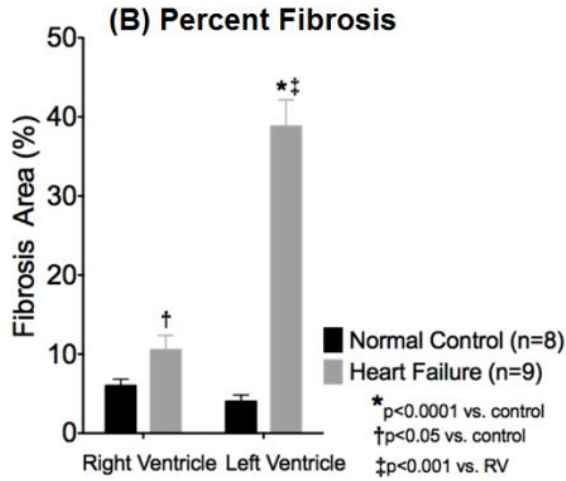 (B) Percent Fibrosis
Fibrosis Area (%)
50
40
30
20
10
0
*‡
†
Right Ventricle Left Ventricle
Normal Control (n=8)
Heart Failure (n=9)
*p<0.0001 vs. control
†p<0.05 vs. control
‡p<0.001 vs. RV